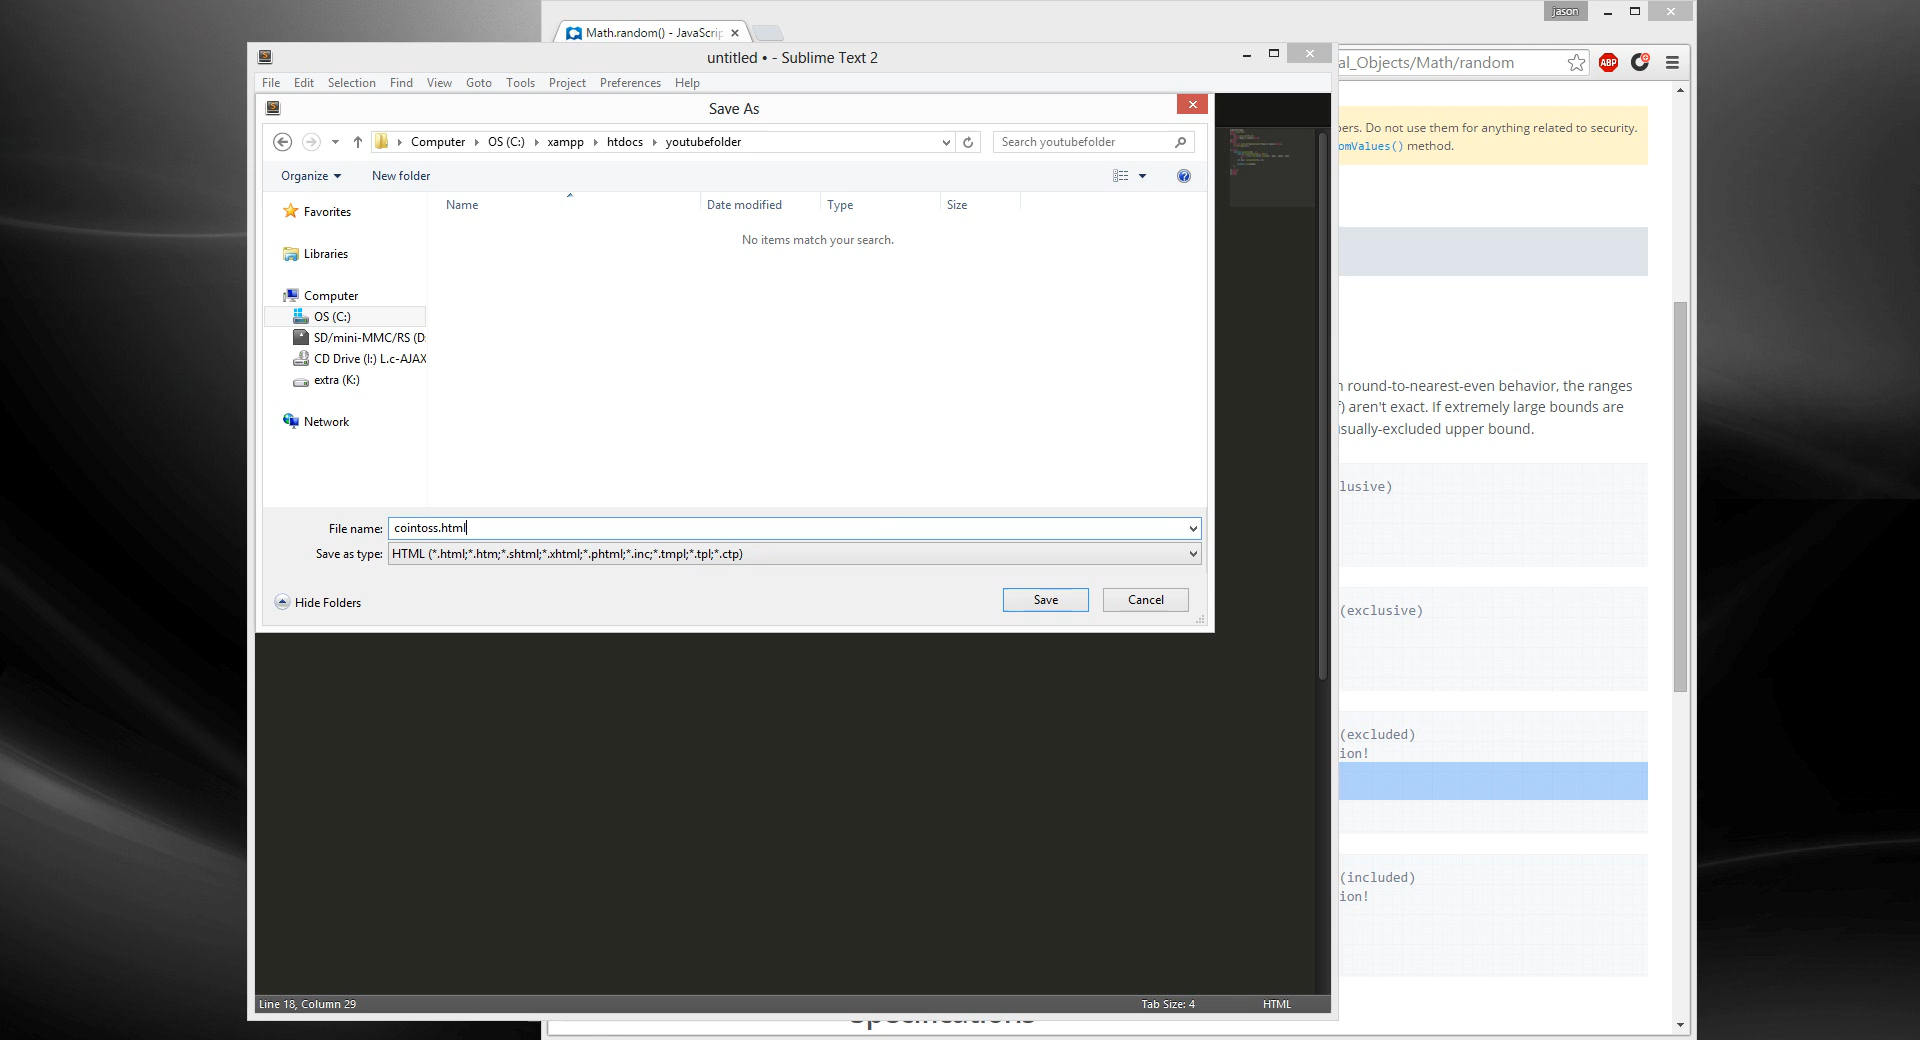 jason
Math.random() - JavaScrip
untitled • - Sublime Text 2
al_Objects/Math/random
ABP
File Edit Selection Find View Goto Tools Project Preferences Help
Save As
Computer OS (C:) xampp htdocs youtubefolder
Search youtubefolder
Organize New folder
Name Date modified Type Size
No items match your search.
Favorites
Libraries
Computer
OS (C:)
SD/mini-MMC/RS (D:
CD Drive (I:) L.c-AJAX
extra (K:)
Network
File name: cointoss.html
Save as type: HTML (*.html;*.htm;*.shtml;*.xhtml;*.phtml;*.inc;*.tmpl;*.tpl;*.ctp)
Hide Folders
Save Cancel
Line 18, Column 29
Tab Size: 4
HTML
bers. Do not use them for anything related to security.
omValues() method.
round-to-nearest-even behavior, the ranges
) aren't exact. If extremely large bounds are
usually-excluded upper bound.
lusive)
(exclusive)
(excluded)
ion!
(included)
ion!
Specifications